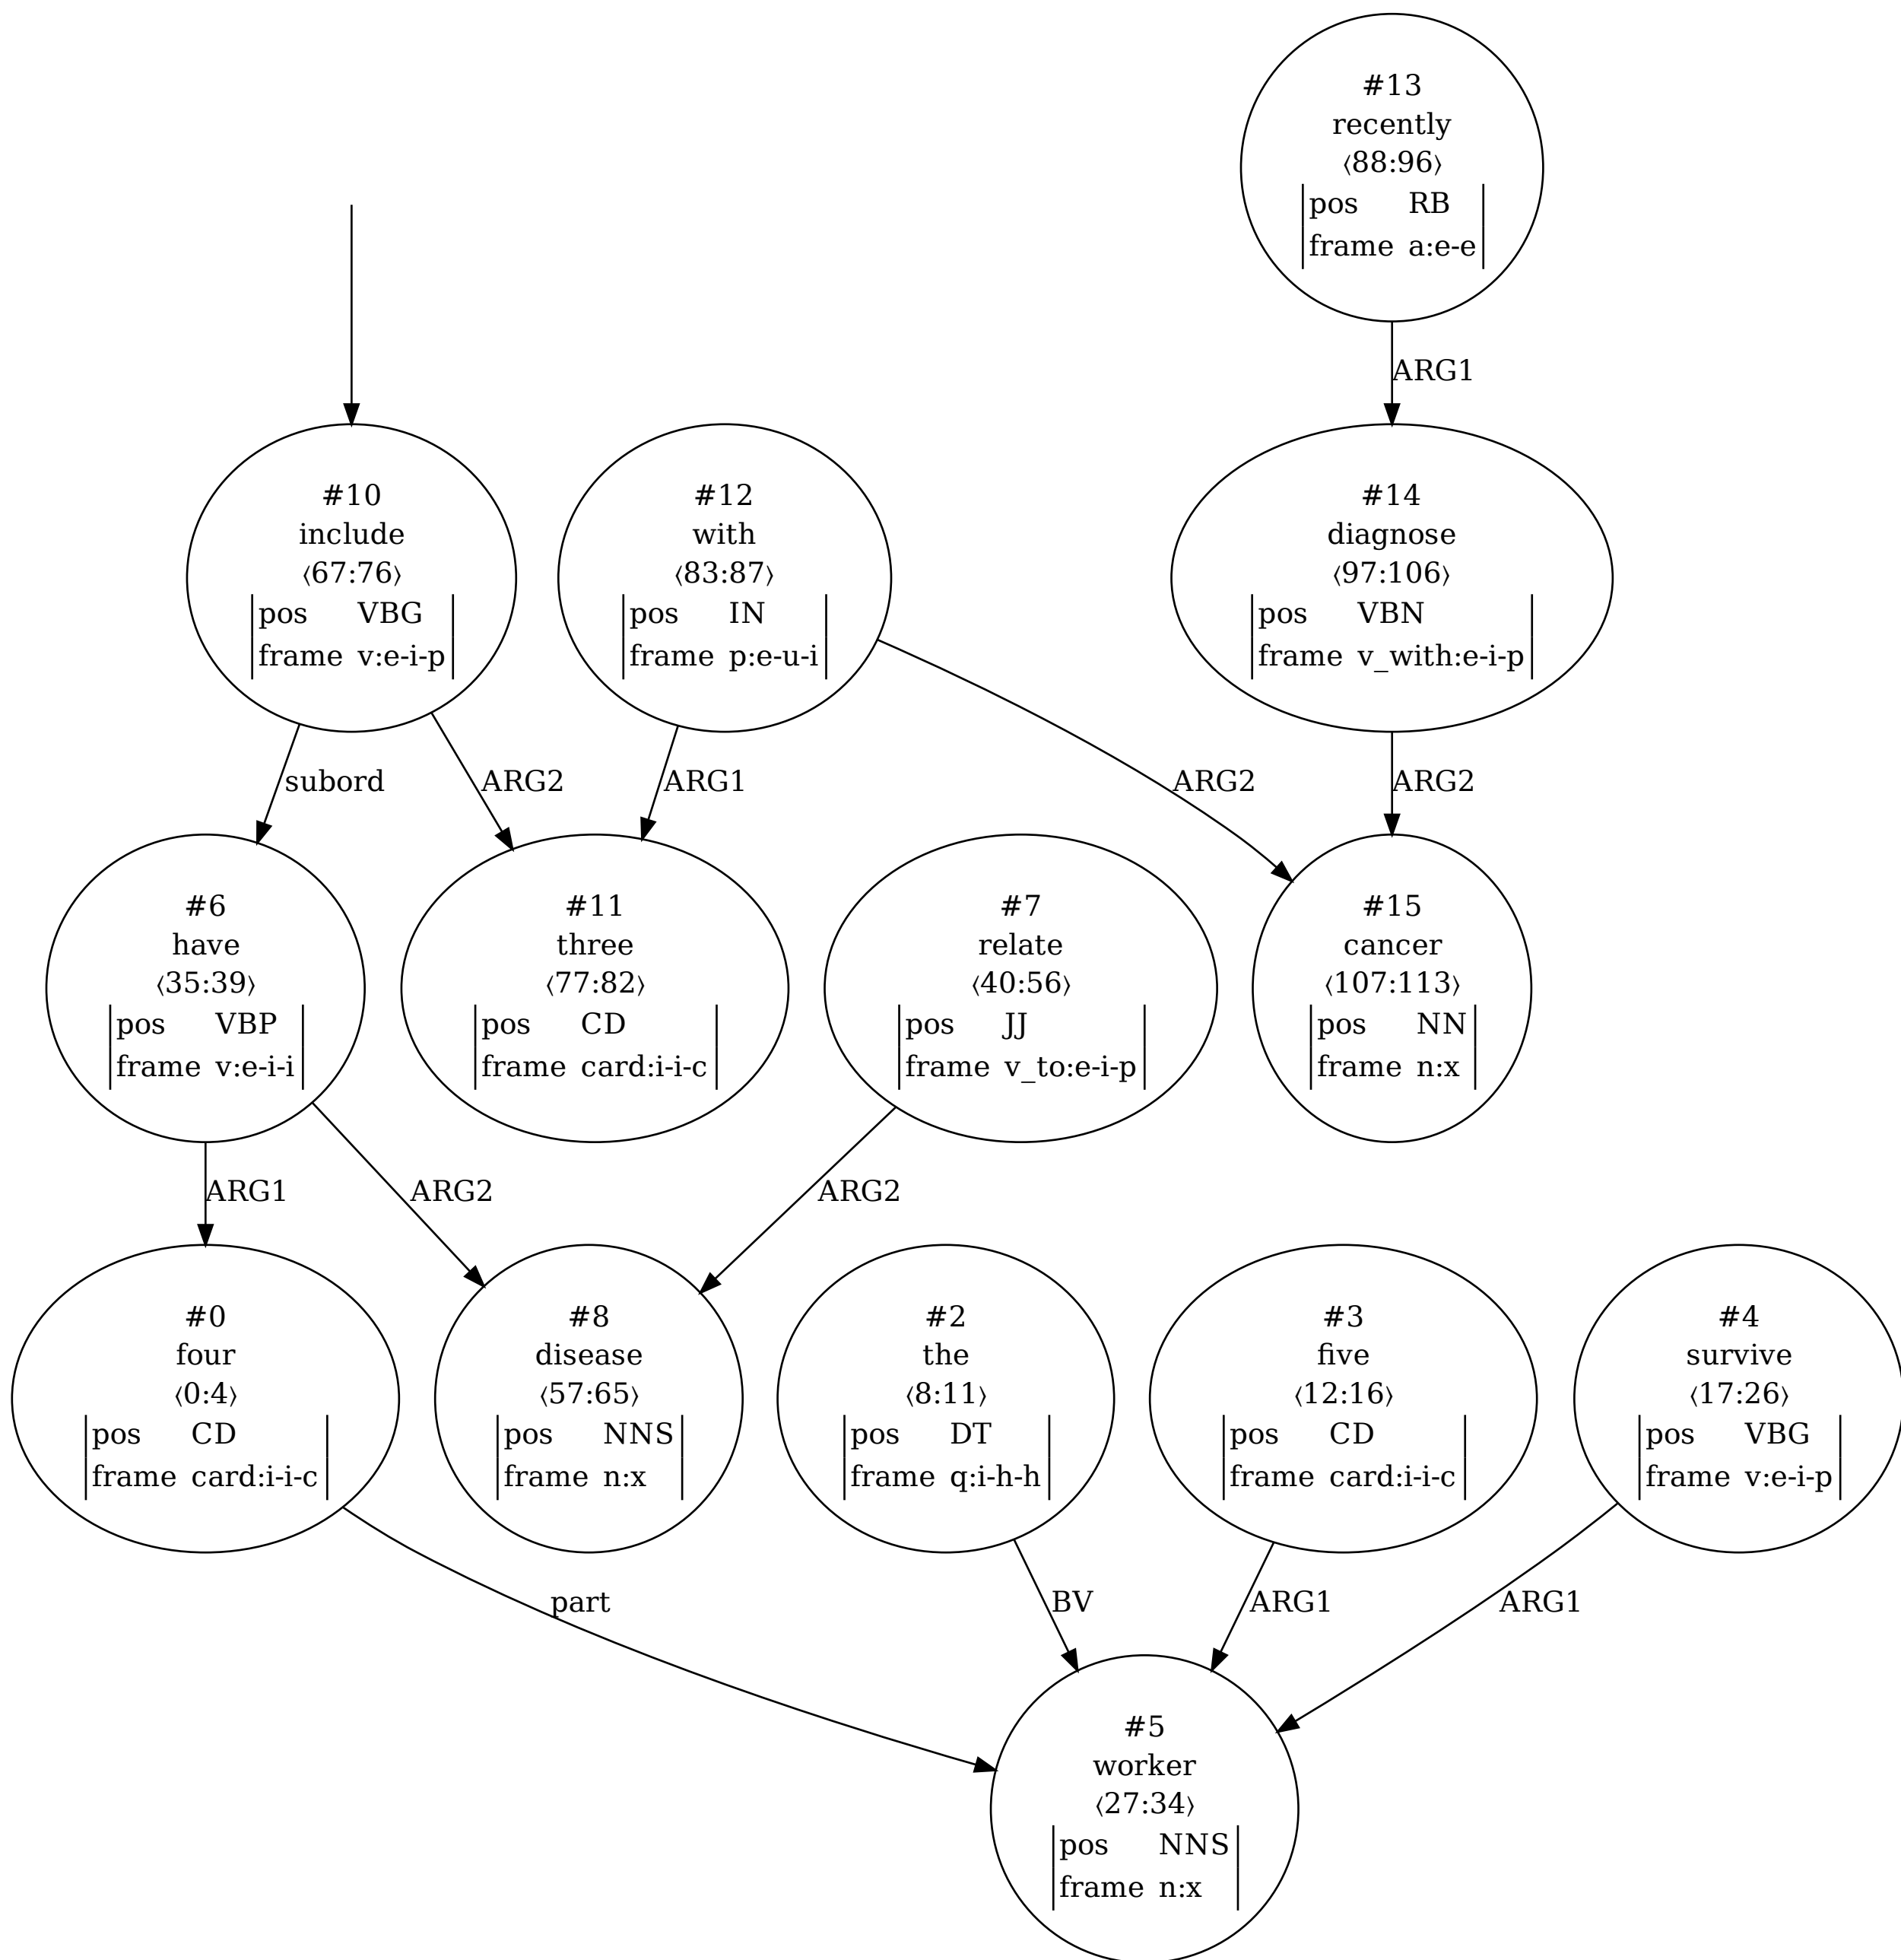 #13
recently
⟨88:96⟩
pos RB
frame a:e-e
ARG1
#10
include
⟨67:76⟩
pos VBG
frame v:e-i-p
#12
with
⟨83:87⟩
pos IN
frame p:e-u-i
#14
diagnose
⟨97:106⟩
pos VBN
frame v_with:e-i-p
subord
ARG2
ARG1
ARG2
ARG2
#6
have
⟨35:39⟩
pos VBP
frame v:e-i-i
#11
three
⟨77:82⟩
pos CD
frame card:i-i-c
#7
relate
⟨40:56⟩
pos JJ
frame v_to:e-i-p
#15
cancer
⟨107:113⟩
pos NN
frame n:x
ARG1
ARG2
ARG2
#0
four
⟨0:4⟩
pos CD
frame card:i-i-c
#8
disease
⟨57:65⟩
pos NNS
frame n:x
#2
the
⟨8:11⟩
pos DT
frame q:i-h-h
#3
five
⟨12:16⟩
pos CD
frame card:i-i-c
#4
survive
⟨17:26⟩
pos VBG
frame v:e-i-p
part
BV
ARG1
ARG1
#5
worker
⟨27:34⟩
pos NNS
frame n:x